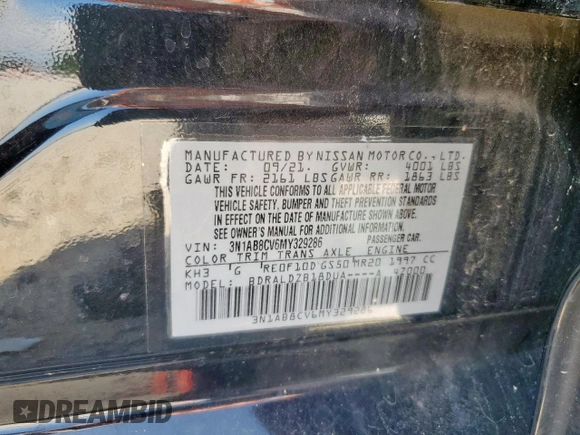 MANUFACTURED BY NISSAN MOTOR CO., LTD.
DATE: 09/21. GVWR: 4001 LBS
GAWR FR: 2161 LBS GAWR RR: 1863 LBS
THIS VEHICLE CONFORMS TO ALL APPLICABLE FEDERAL MOTOR
VEHICLE SAFETY, BUMPER AND THEFT PREVENTION STANDARDS
IN EFFECT ON THE DATE OF MANUFACTURE SHOWN ABOVE.
SEE OWNER'S MANUAL FOR FURTHER INFORMATION.
VIN: 3N1AB8CV6MY329286 PASSENGER CAR.
COLOR TRIM TRANS AXLE ENGINE
KH3 G RE0F10D GS50 MR20 1997 CC
MODEL: BDRALDZB18DUA----A 47000
3N1AB8CV6MY329286
DREAMBID